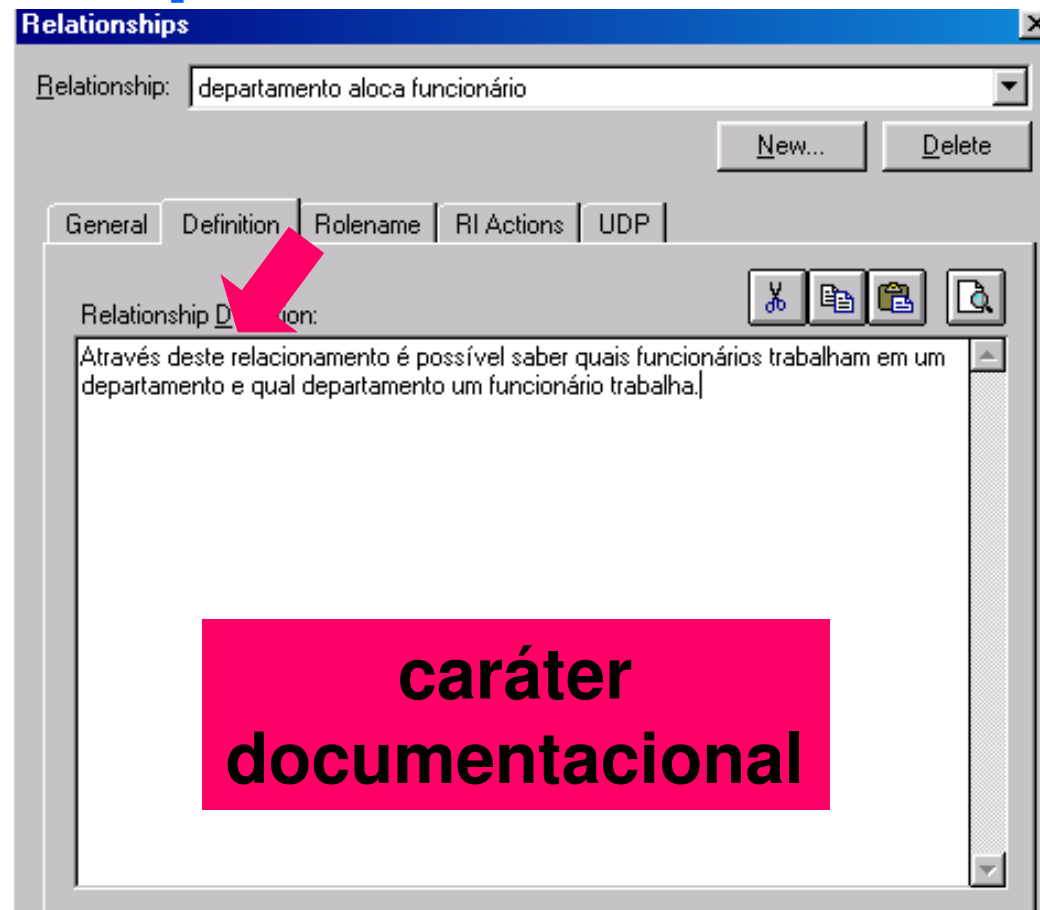 Relationships
Relationship: departamento aloca funcionário
New... Delete
General Definition Rolename RI Actions UDP
Relationship
Através deste relacionamento é possível saber quais funcionários trabalham em um
departamento e qual departamento um funcionário trabalha.
caráter
documentacional